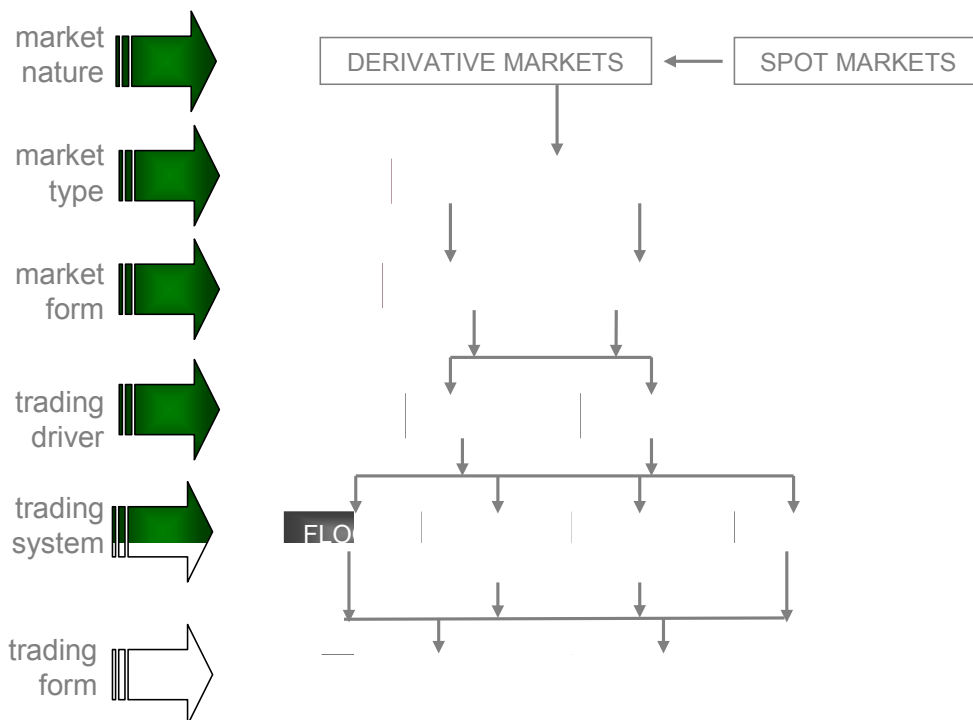 market
nature
DERIVATIVE MARKETS
SPOT MARKETS
market
type
market
form
trading
driver
trading
system
trading
form